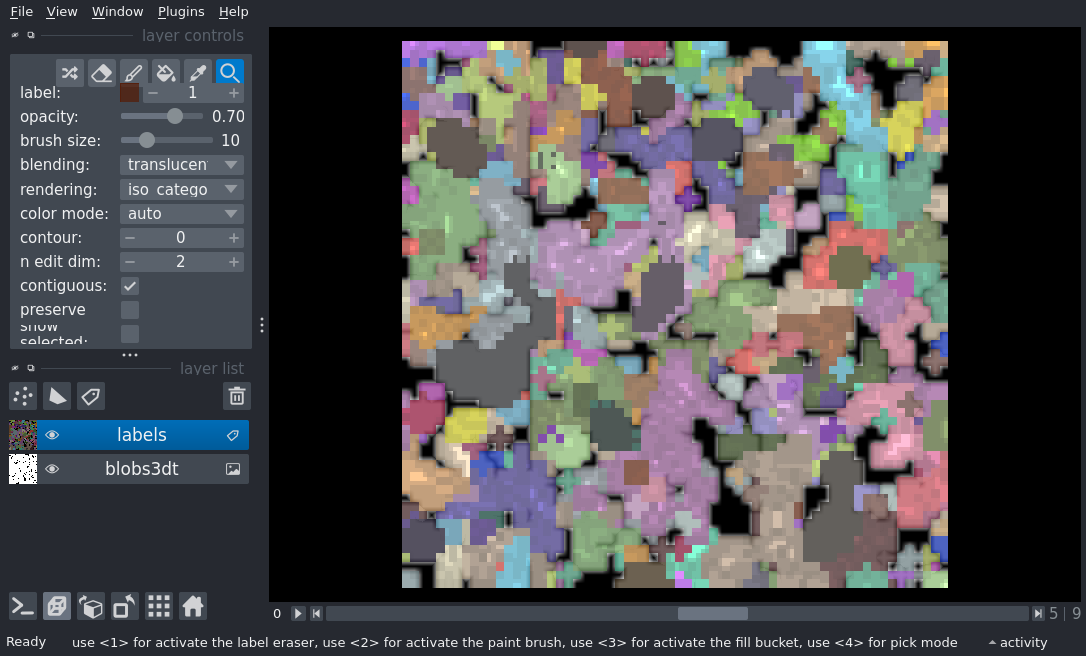 File View Window Plugins Help
layer controls
label: − 1 +
opacity: 0.70
brush size: 10
blending: translucen
rendering: iso catego
color mode: auto
contour: − 0 +
n edit dim: − 2 +
contiguous:
preserve
show
selected:
layer list
labels
blobs3dt
0 5 | 9
Ready use <1> for activate the label eraser, use <2> for activate the paint brush, use <3> for activate the fill bucket, use <4> for pick mode activity